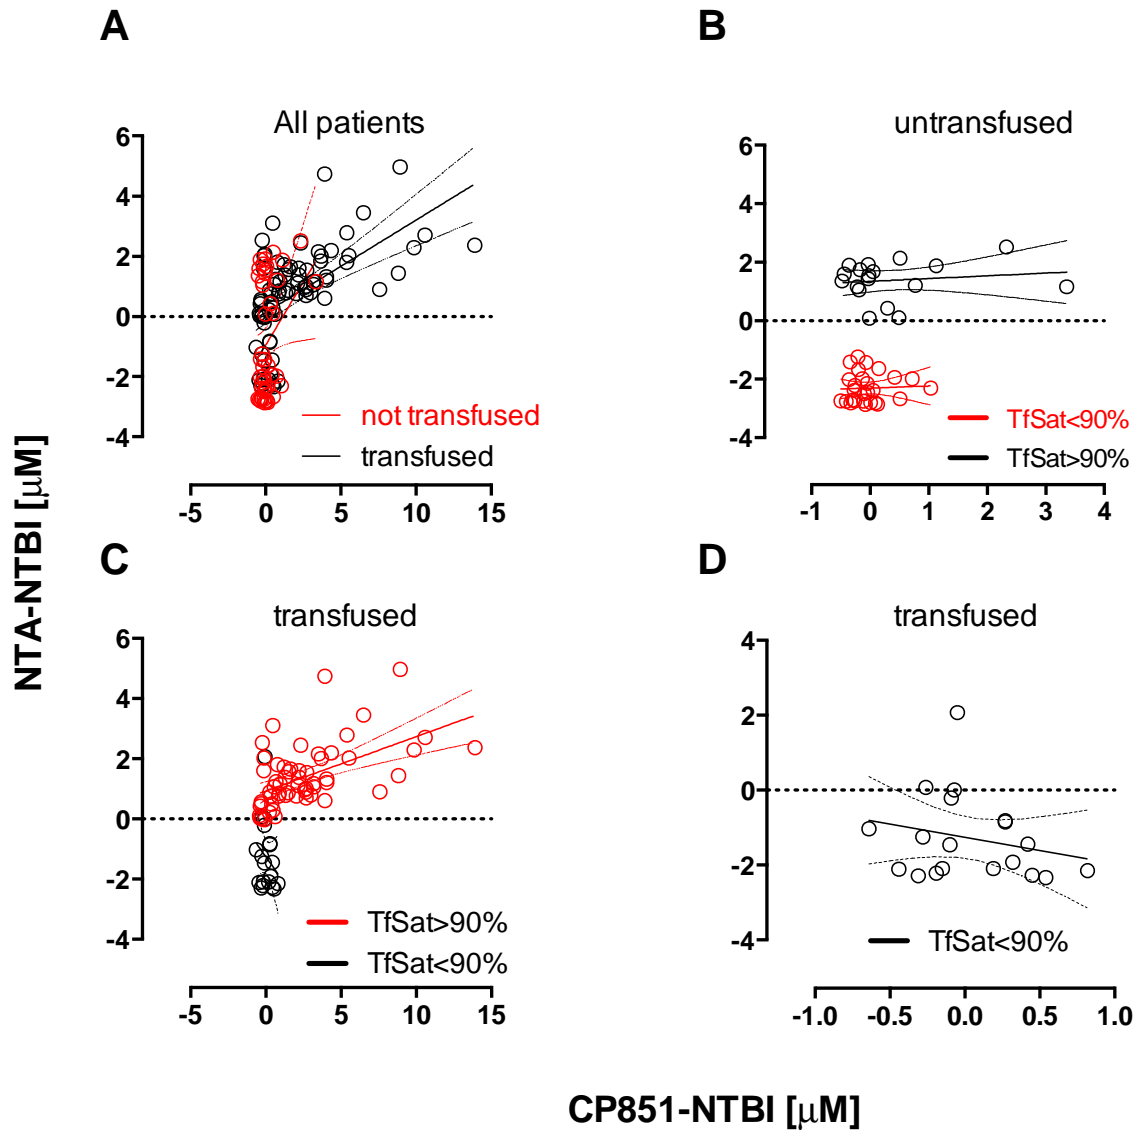 A
B
All patients
6
4
2
0
-2
-4
not transfused
transfused
-5 0 5 10 15
untransfused
6
4
2
0
-2
-4
TfSat<90%
TfSat>90%
-1 0 1 2 3 4
NTA-NTBI [μM]
C
D
transfused
6
4
2
0
-2
-4
TfSat>90%
TfSat<90%
-5 0 5 10 15
transfused
4
2
0
-2
-4
TfSat<90%
-1.0 -0.5 0.0 0.5 1.0
CP851-NTBI [μM]